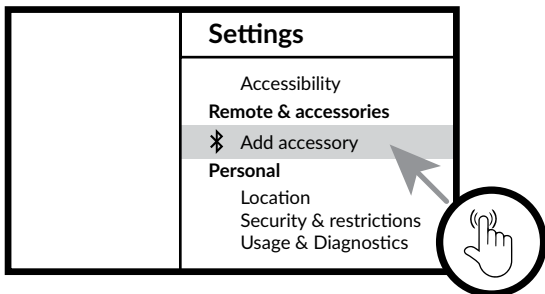 Settings
Accessibility
Remote & accessories
Add accessory
Personal
Location
Security & restrictions
Usage & Diagnostics